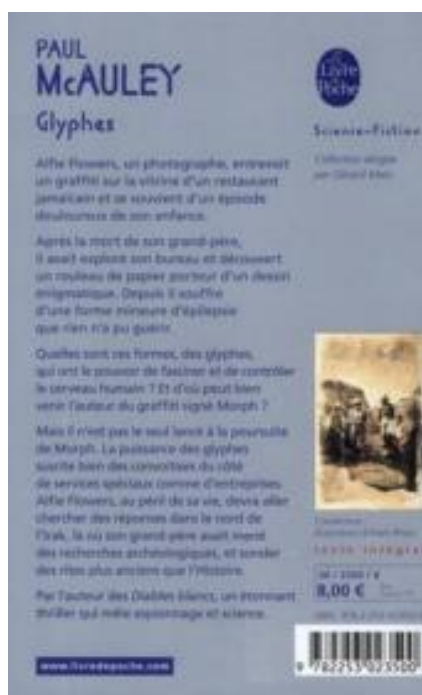 PAUL
McAULEY
Glyphes
Le
Livre
de
Poche
Science-Fiction
Collection dirigée
par Gérard Klein
Alfie Flowers, un photographe, entrevoit
un graffiti sur la vitrine d'un restaurant
jamaïcain et se souvient d'un épisode
douloureux de son enfance.
Après la mort de son grand-père,
il avait exploré son bureau et découvert
un rouleau de papier porteur d'un dessin
énigmatique. Depuis il souffre
d'une forme mineure d'épilepsie
que rien n'a pu guérir.
Quelles sont ces formes, des glyphes,
qui ont le pouvoir de fasciner et de contrôler
le cerveau humain ? Et d'où peut bien
venir l'auteur du graffiti signé Morph ?
Mais il n'est pas le seul lancé à la poursuite
de Morph. La puissance des glyphes
suscite bien des convoitises du côté
de services spéciaux comme d'entreprises.
Alfie Flowers, au péril de sa vie, devra aller
chercher des réponses dans le nord de
l'Irak, là où son grand-père avait mené
des recherches archéologiques, et sonder
des rites plus anciens que l'Histoire.
Par l'auteur des Diables blancs, un étonnant
thriller qui mêle espionnage et science.
texte intégra
8,00 €
www.livredepoche.com
9 782253 023500